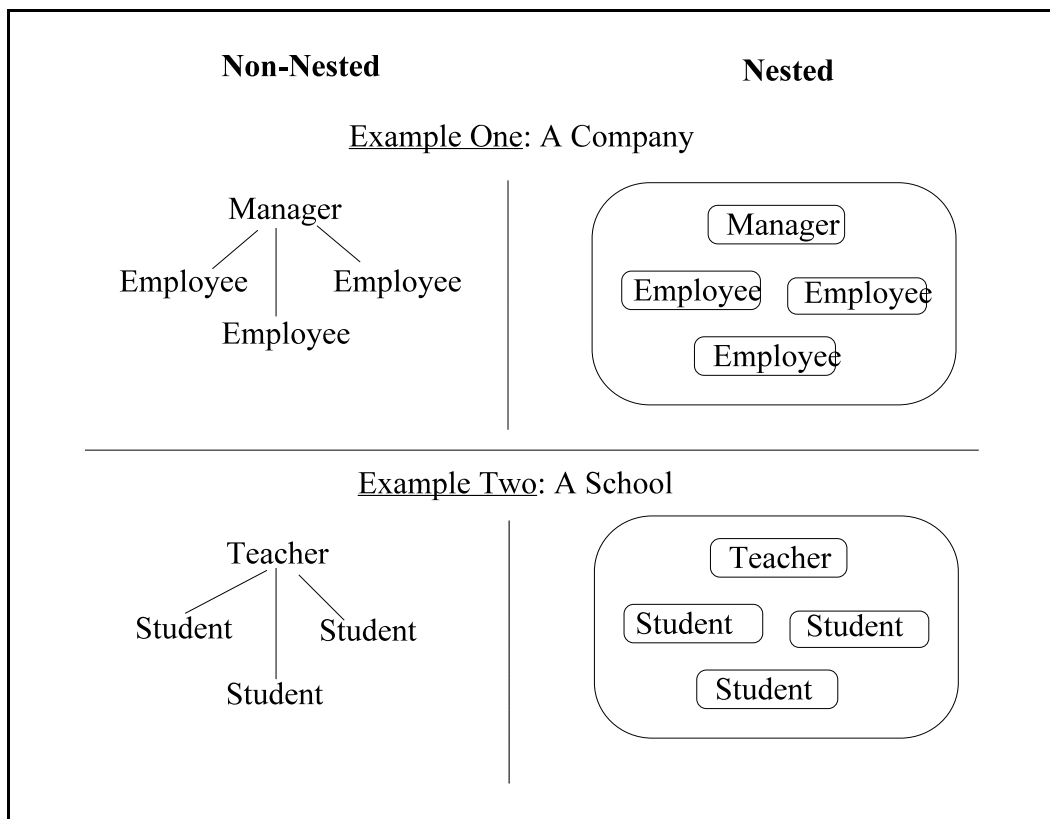 Non-Nested
Nested
Example One: A Company
Manager
Employee
Employee
Employee
Manager
Employee
Employee
Employee
Example Two: A School
Teacher
Student
Student
Student
Teacher
Student
Student
Student